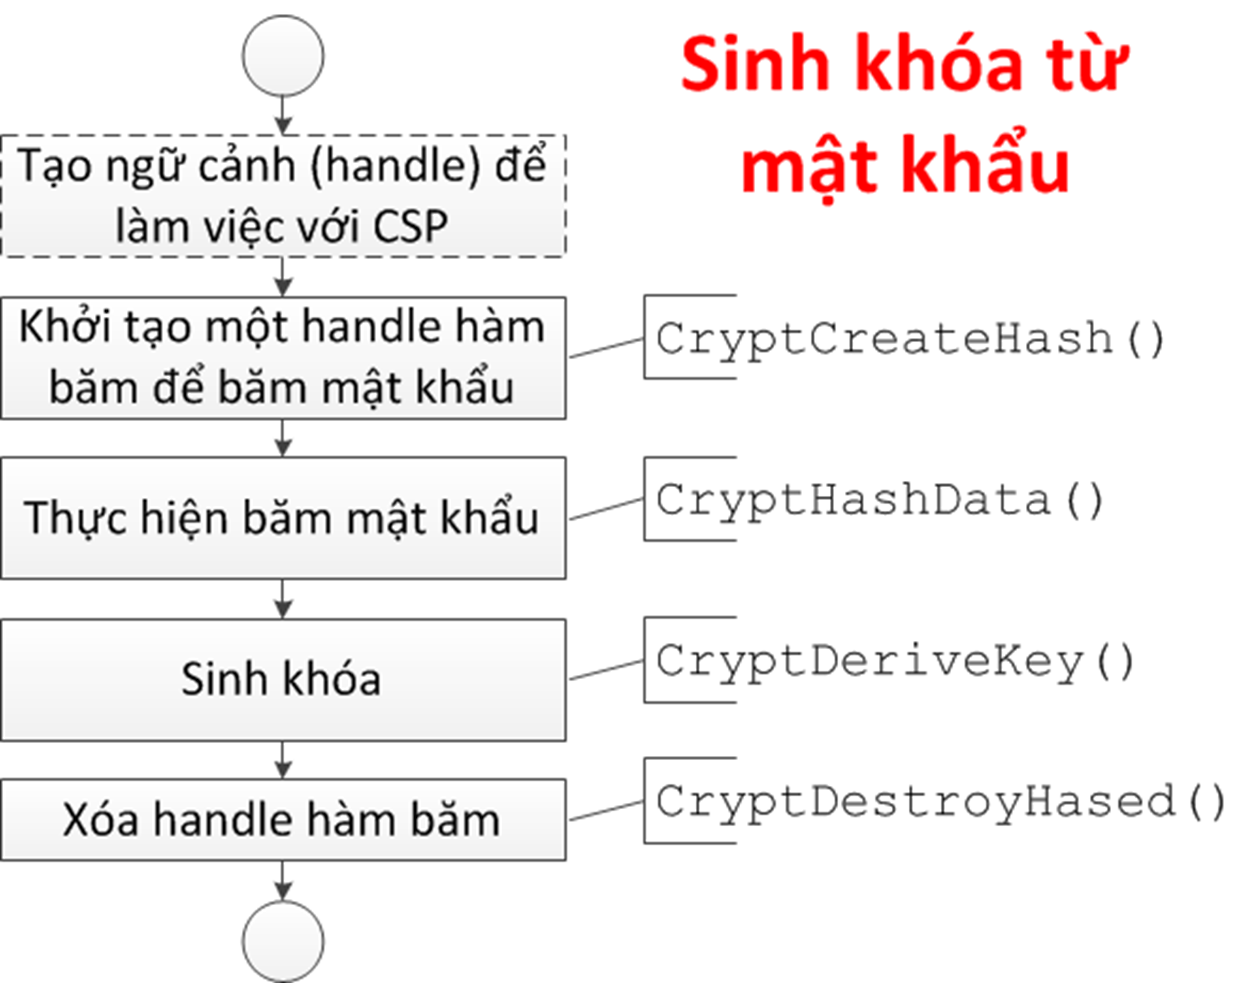 Sinh khóa từ
mật khẩu
Tạo ngữ cảnh (handle) để
làm việc với CSP
Khởi tạo một handle hàm
băm để băm mật khẩu
CryptCreateHash()
Thực hiện băm mật khẩu
CryptHashData()
Sinh khóa
CryptDeriveKey()
Xóa handle hàm băm
CryptDestroyHased()